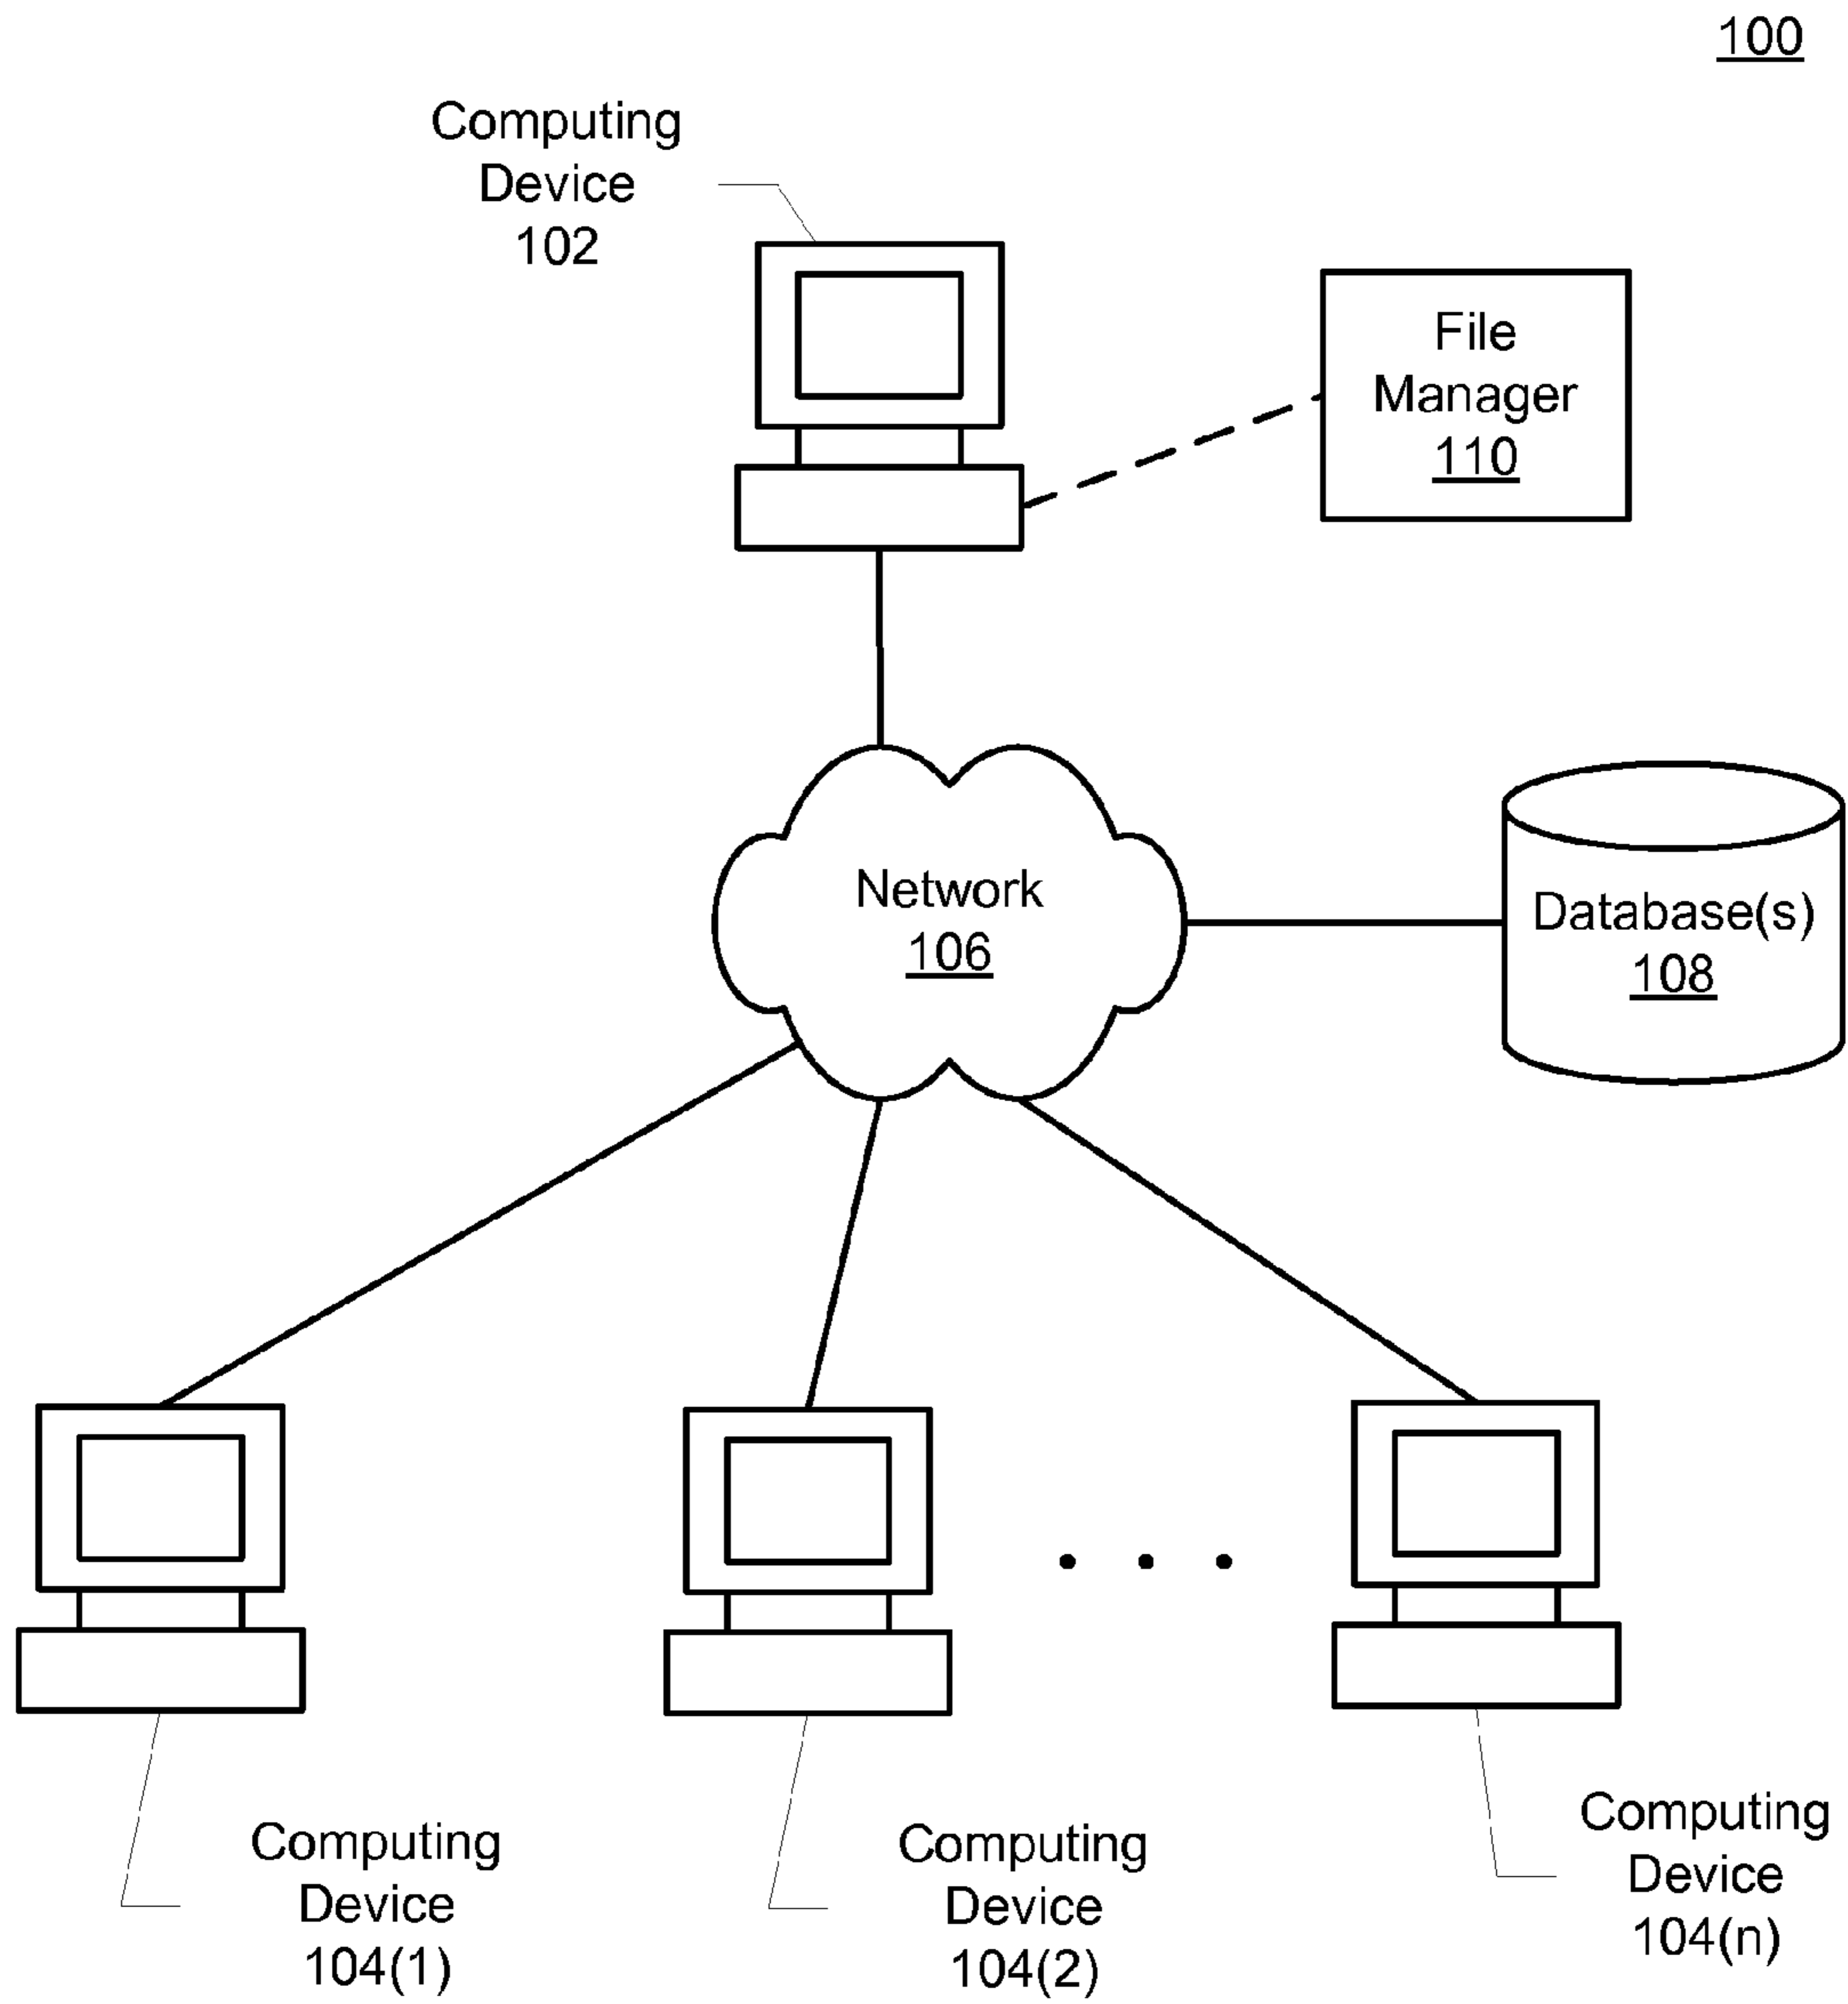 100
Computing
Device
102
File
Manager
110
Network
106
Database(s)
108
Computing
Device
104(1)
Computing
Device
104(2)
Computing
Device
104(n)